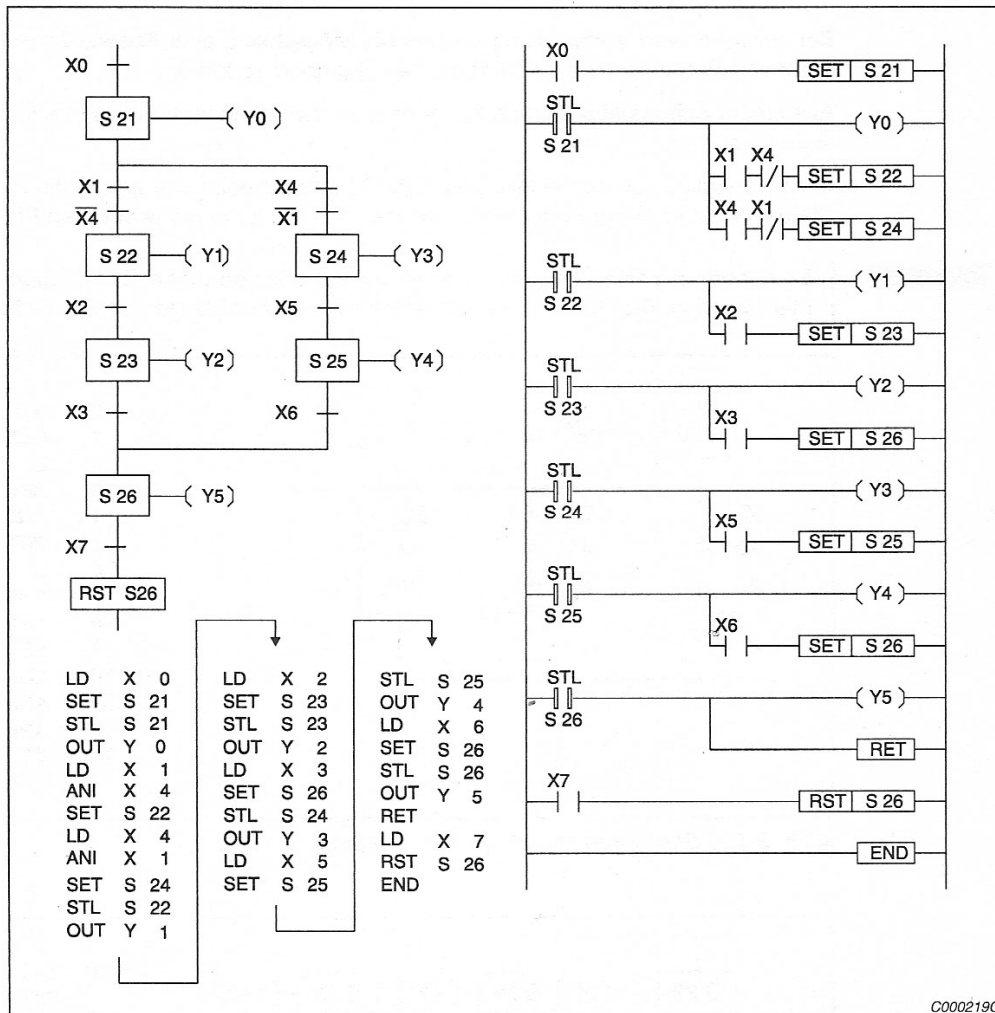 X0
S 21
Y0
X1
X4
X4
X1
S 22
Y1
S 24
Y3
X2
X5
S 23
Y2
S 25
Y4
X3
X6
S 26
Y5
X7
RST S26
LD X 0
SET S 21
STL S 21
OUT Y 0
LD X 1
ANI X 4
SET S 22
LD X 4
ANI X 1
SET S 24
STL S 22
OUT Y 1
LD X 2
SET S 23
STL S 23
OUT Y 2
LD X 3
SET S 26
STL S 24
OUT Y 3
LD X 5
SET S 25
STL S 25
OUT Y 4
LD X 6
SET S 26
STL S 26
OUT Y 5
RET
LD X 7
RST S 26
END
X0
SET S 21
STL
S 21
Y0
X1 X4
SET S 22
X4 X1
SET S 24
STL
S 22
Y1
X2
SET S 23
STL
S 23
Y2
X3
SET S 26
STL
S 24
Y3
X5
SET S 25
STL
S 25
Y4
X6
SET S 26
STL
S 26
Y5
RET
X7
RST S 26
END